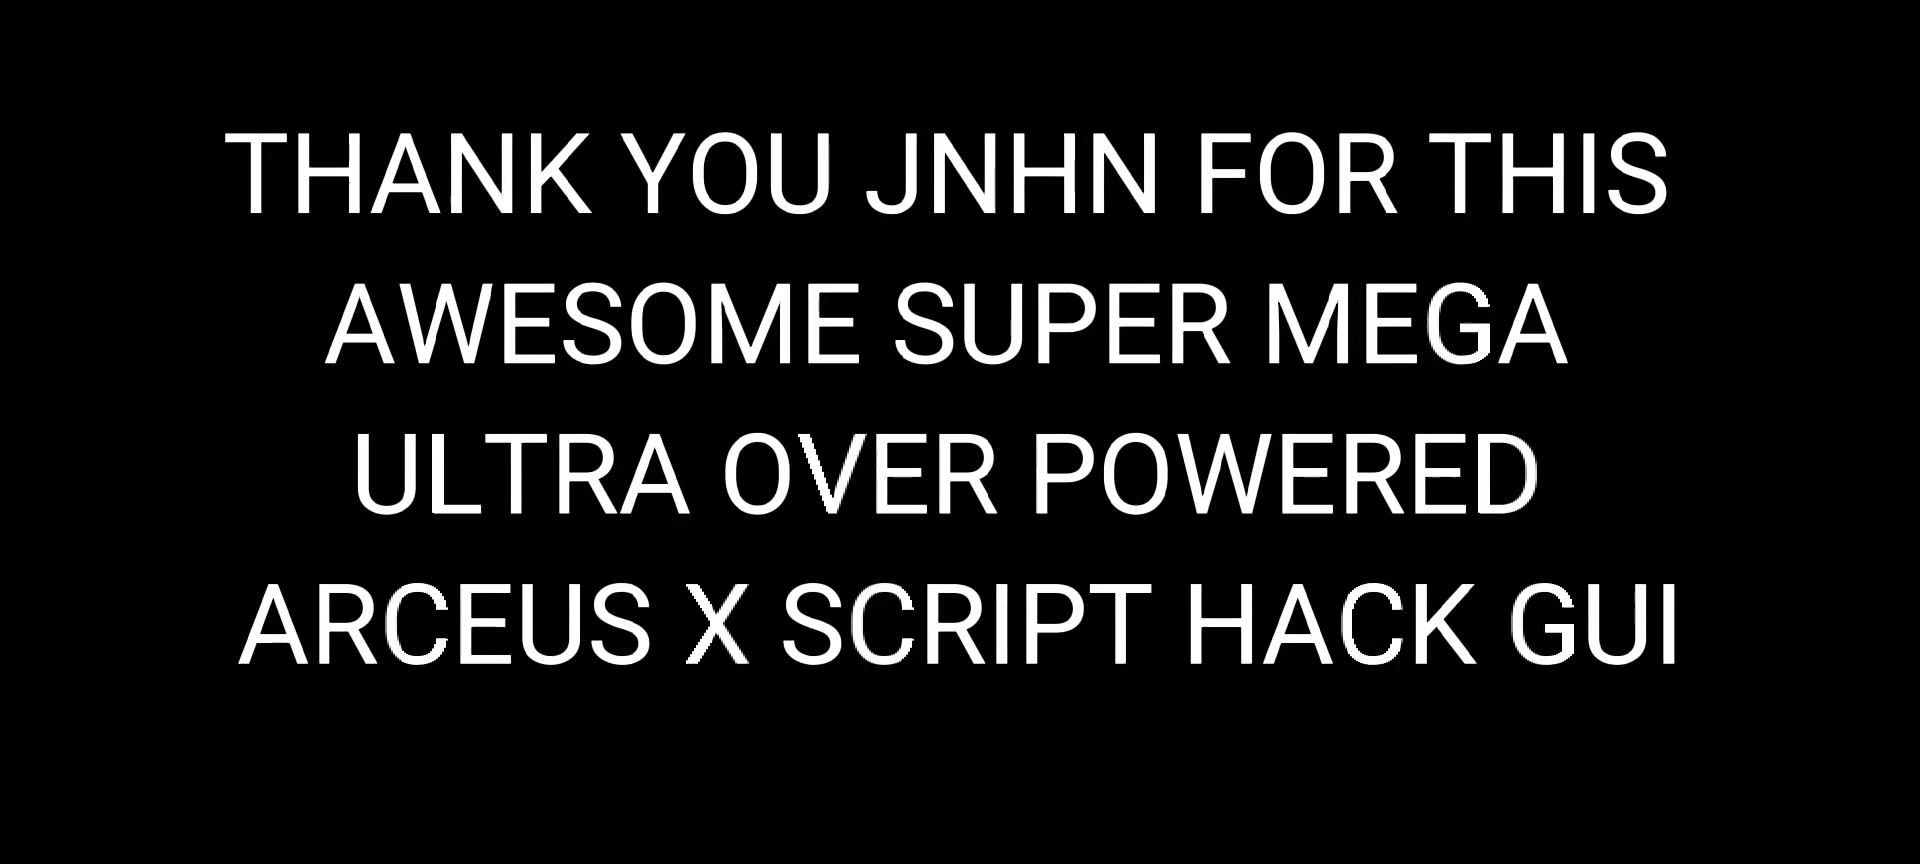 THANK YOU JNHN FOR THIS
AWESOME SUPER MEGA
ULTRA OVER POWERED
ARCEUS X SCRIPT HACK GUI